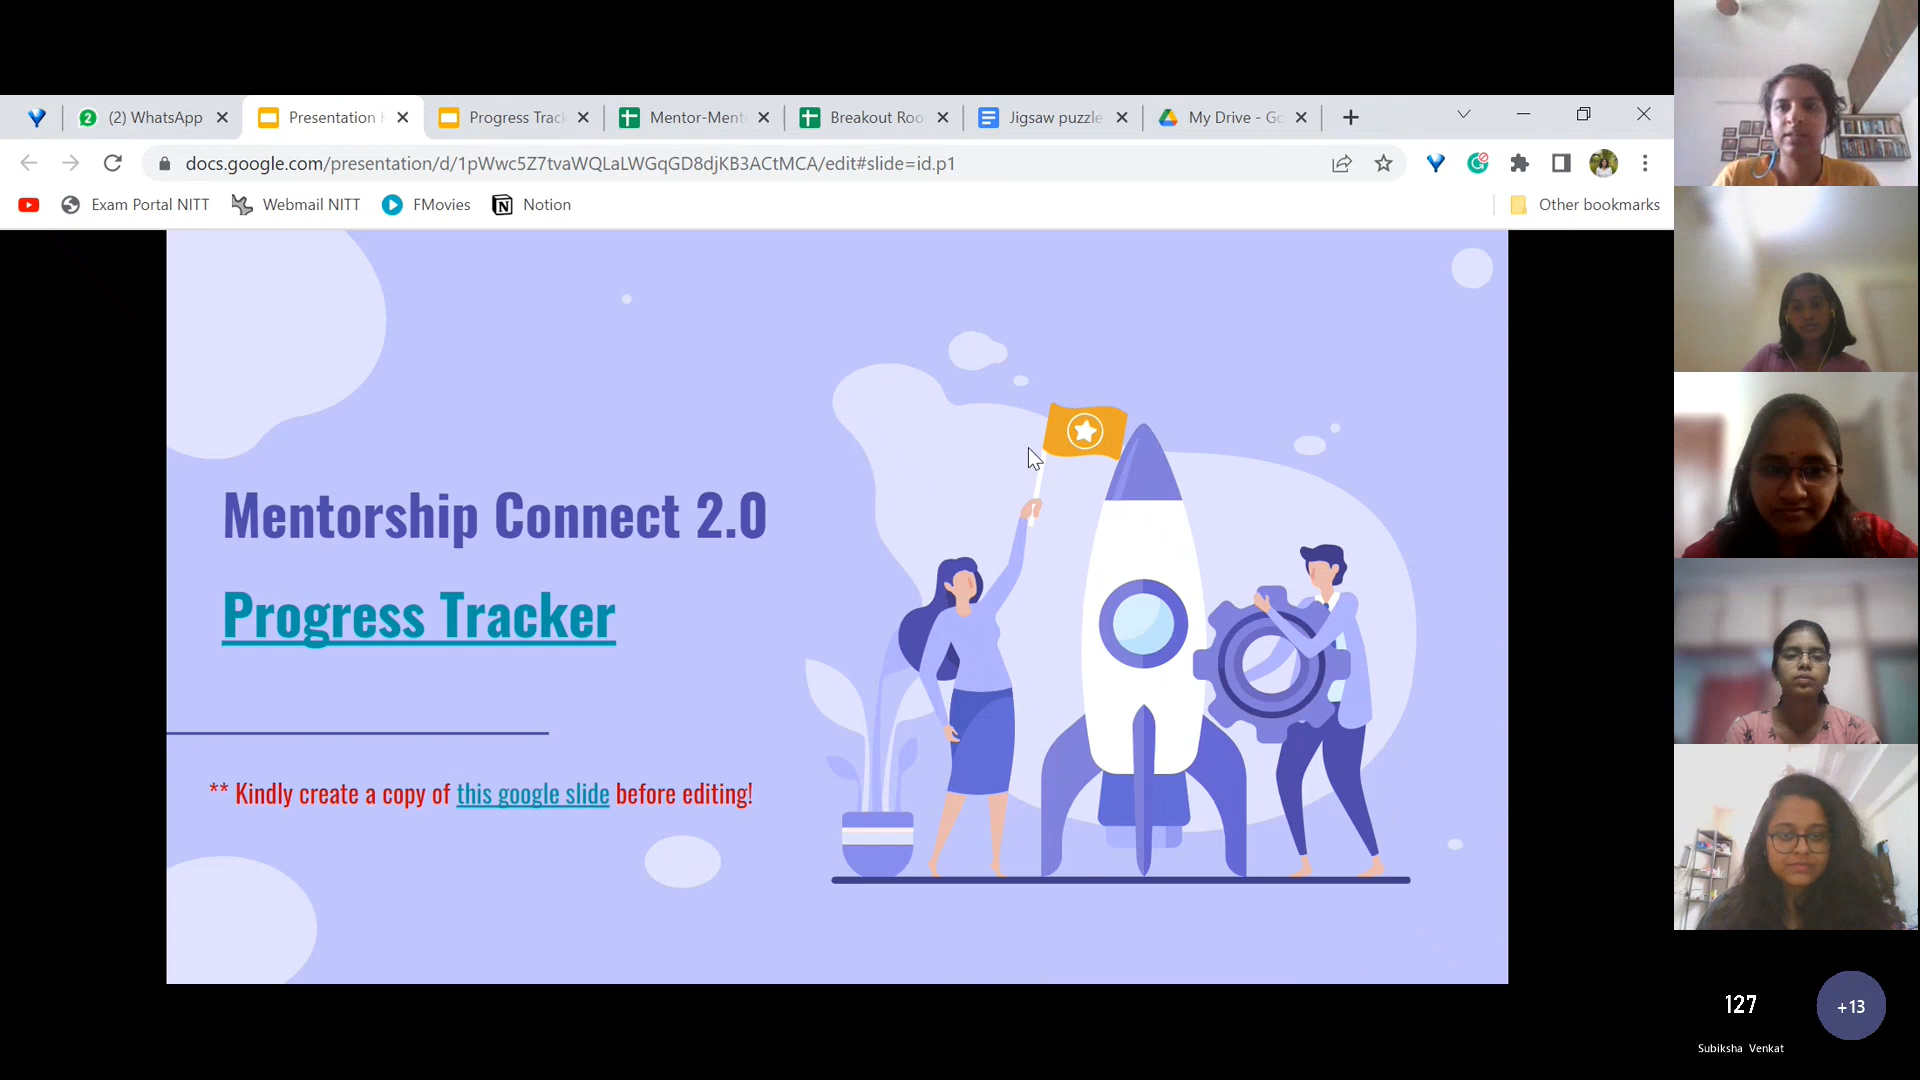 2 (2) WhatsApp
Presentation
Progress Trac
Mentor-Ment
Breakout Roo
Jigsaw puzzle
My Drive - Go
docs.google.com/presentation/d/1pWwc5Z7tvaWQLaLWGqGD8djKB3ACtMCA/edit#slide=id.p1
Exam Portal NITT
Webmail NITT
FMovies
Notion
Other bookmarks
Mentorship Connect 2.0
Progress Tracker
** Kindly create a copy of this google slide before editing!
127
+13
Subiksha Venkat